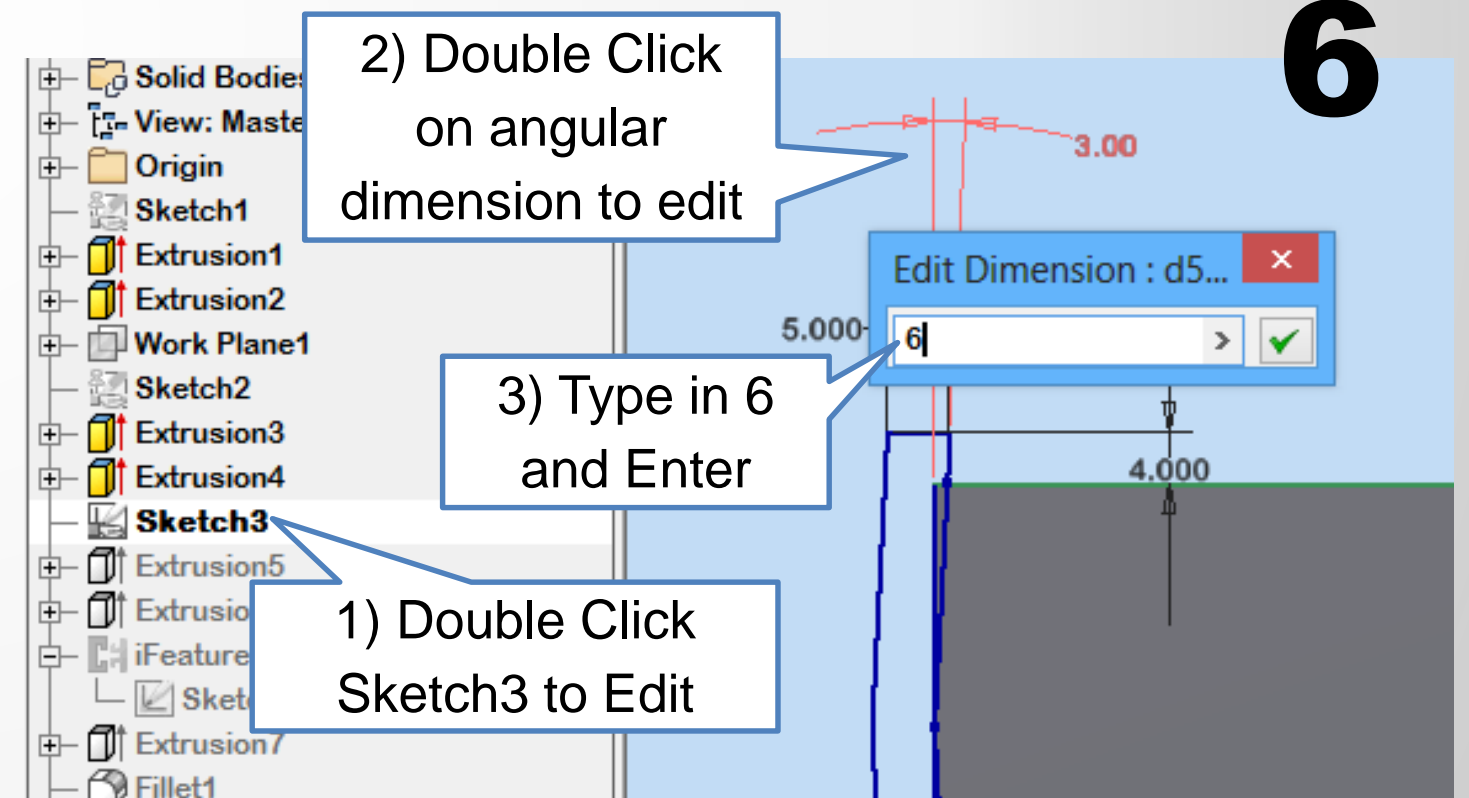 6
2) Double Click
on angular
dimension to edit
Solid Bodies
View: Maste
Origin
Sketch1
Extrusion1
Extrusion2
Work Plane1
Sketch2
Extrusion3
Extrusion4
Sketch3
Extrusion5
Extrusio
iFeature
Sket
Extrusion7
Fillet1
3.00
Edit Dimension : d5...
5.000
6
3) Type in 6
and Enter
4.000
1) Double Click
Sketch3 to Edit